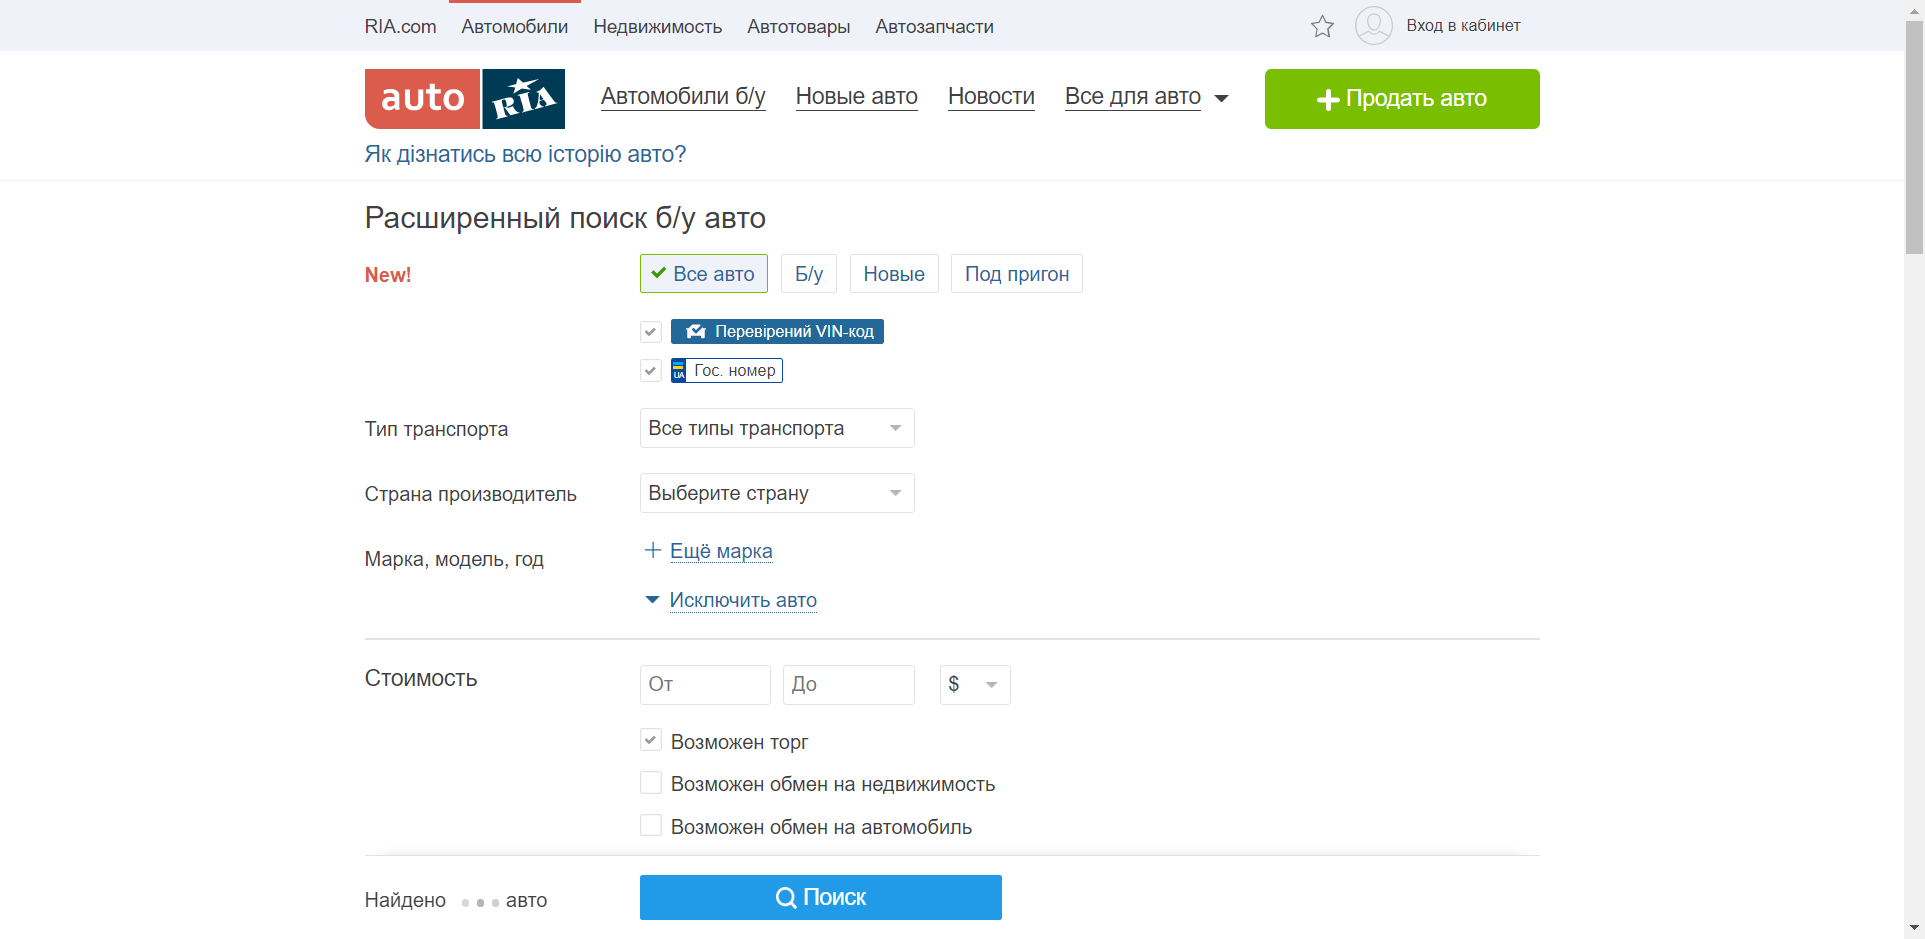 RIA.com Автомобили Недвижимость Автотовары Автозапчасти Вход в кабинет
auto RIA Автомобили б/у Новые авто Новости Все для авто Продать авто
Як дізнатись всю історію авто?
Расширенный поиск б/у авто
New! Все авто Б/у Новые Под пригон
Перевірений VIN-код
UA Гос. номер
Тип транспорта Все типы транспорта
Страна производитель Выберите страну
Марка, модель, год Ещё марка
Исключить авто
Стоимость От До $
Возможен торг
Возможен обмен на недвижимость
Возможен обмен на автомобиль
Найдено авто Поиск